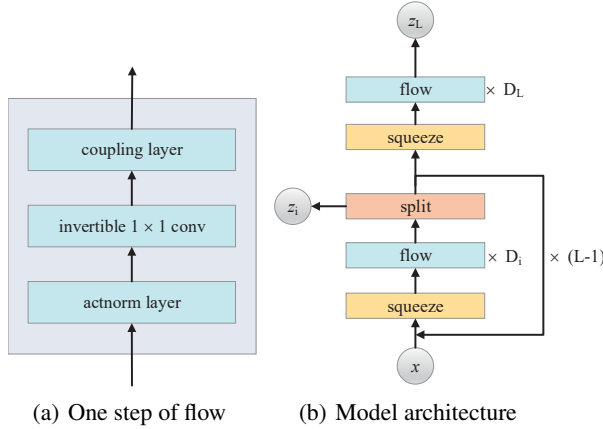 coupling layer
invertible 1 × 1 conv
actnorm layer
(a) One step of flow
z_L
flow
× D_L
squeeze
z_i
split
flow
× D_i
× (L-1)
squeeze
x
(b) Model architecture